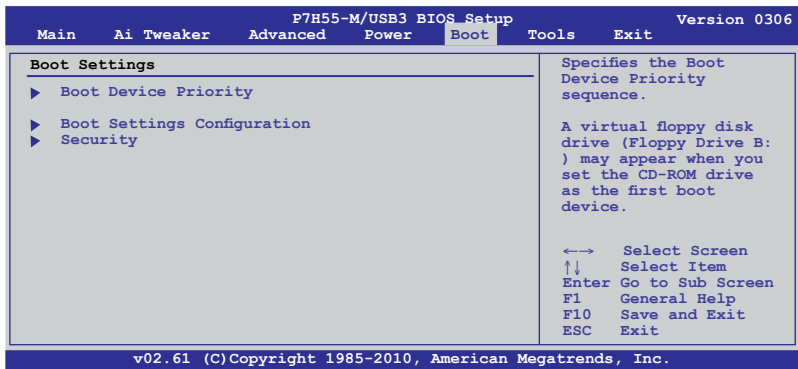 P7H55-M/USB3 BIOS Setup Version 0306
Main Ai Tweaker Advanced Power Boot Tools Exit
Boot Settings
Boot Device Priority
Boot Settings Configuration
Security
Specifies the Boot
Device Priority
sequence.
A virtual floppy disk
drive (Floppy Drive B:
) may appear when you
set the CD-ROM drive
as the first boot
device.
←→ Select Screen
↑↓ Select Item
Enter Go to Sub Screen
F1 General Help
F10 Save and Exit
ESC Exit
v02.61 (C)Copyright 1985-2010, American Megatrends, Inc.